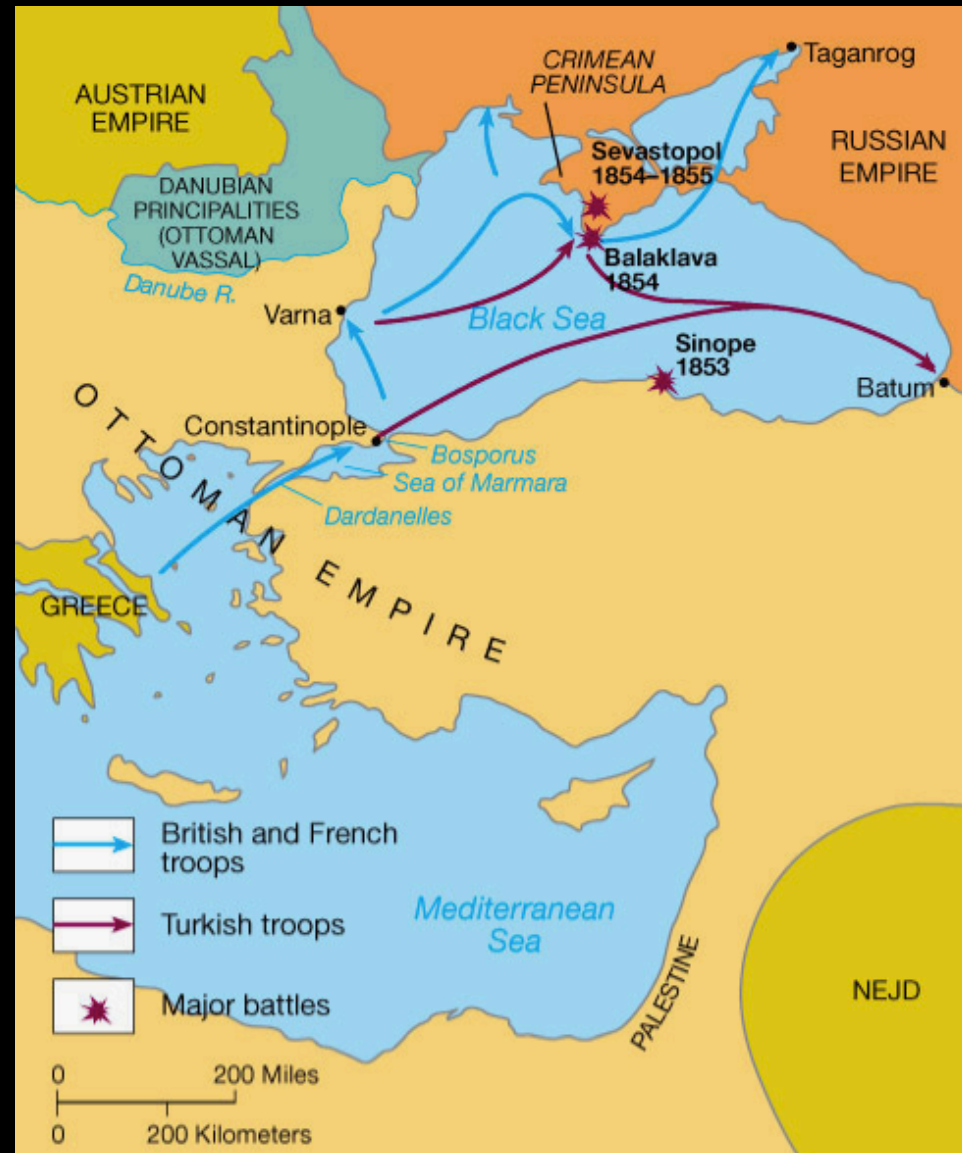 AUSTRIAN
EMPIRE
CRIMEAN
PENINSULA
Taganrog
RUSSIAN
EMPIRE
Sevastopol
1854–1855
DANUBIAN
PRINCIPALITIES
(OTTOMAN
VASSAL)
Danube R.
Balaklava
1854
Varna
Black Sea
Sinope
1853
Batum
Constantinople
Bosporus
Sea of Marmara
Dardanelles
OTTOMAN EMPIRE
GREECE
British and French
troops
Turkish troops
Major battles
Mediterranean
Sea
PALESTINE
NEJD
0 200 Miles
0 200 Kilometers